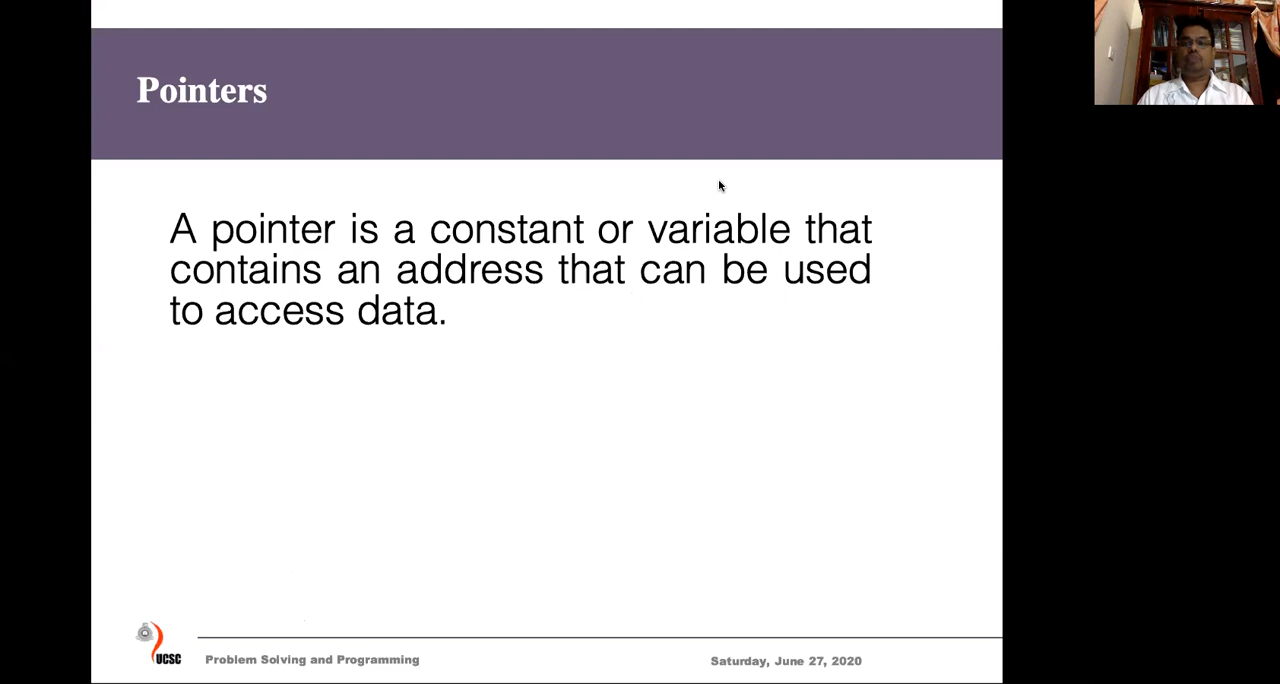 Pointers
A pointer is a constant or variable that
contains an address that can be used
to access data.
UCSC
Problem Solving and Programming
Saturday, June 27, 2020